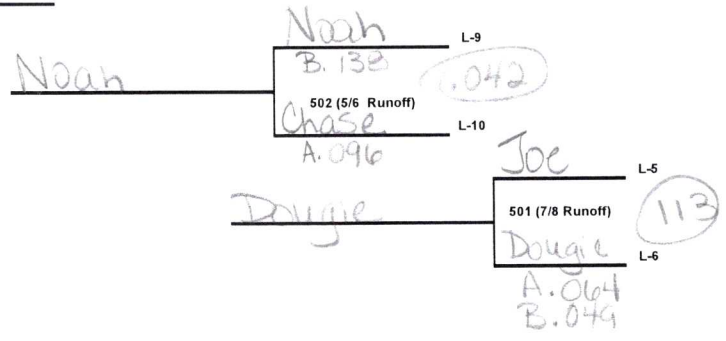 Noah
L-9
B. 138
.042
Noah
502 (5/6 Runoff)
Chase
L-10
A. 096
Joe
L-5
501 (7/8 Runoff)
113
Dougie
Dougie
L-6
A. 064
B. 049